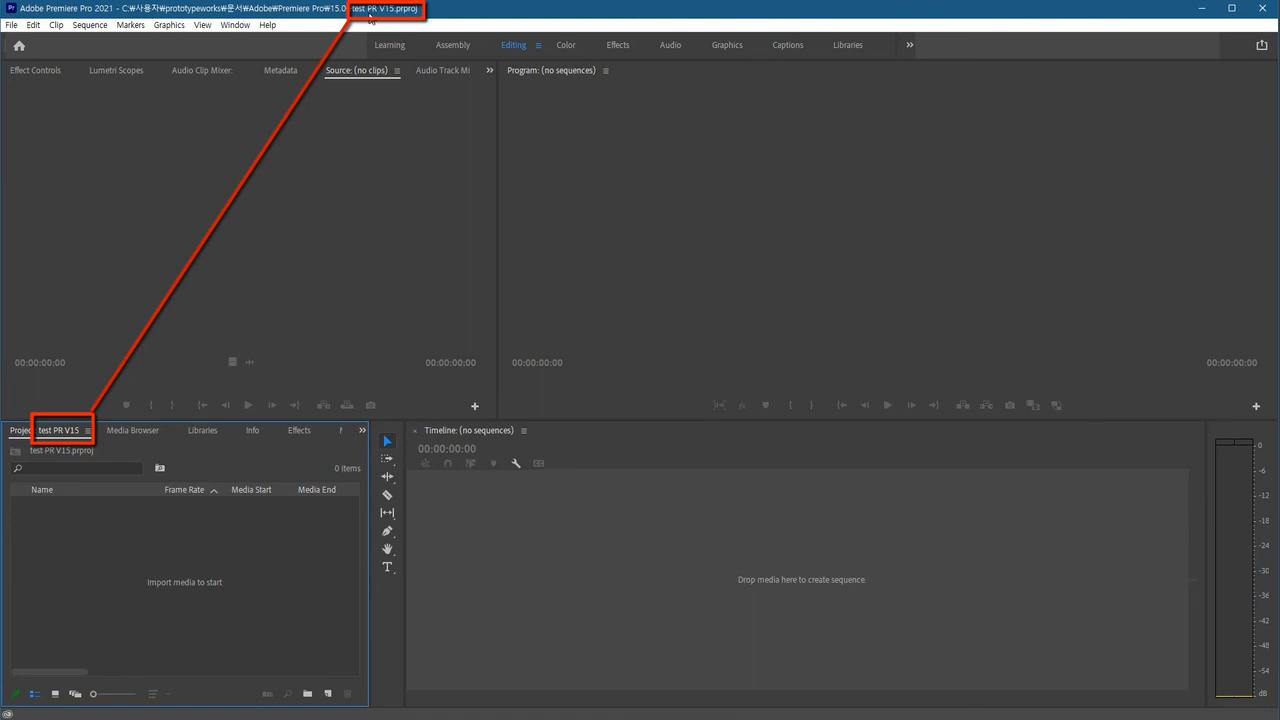 Adobe Premiere Pro 2021 - C:₩사용자₩prototypeworks₩문서₩Adobe₩Premiere Pro₩15.0 test PR V15.prproj
File Edit Clip Sequence Markers Graphics View Window Help
Learning Assembly Editing Color Effects Audio Graphics Captions Libraries
Effect Controls Lumetri Scopes Audio Clip Mixer: Metadata Source: (no clips) Audio Track Mi Program: (no sequences)
00:00:00:00 00:00:00:00 00:00:00:00 00:00:00:00
Project: test PR V15 Media Browser Libraries Info Effects Timeline: (no sequences)
test PR V15.prproj 00:00:00:00
0 items
Name Frame Rate Media Start Media End
Import media to start
Drop media here to create sequence.
0
-6
-12
-18
-24
-30
-36
-42
-48
-54
dB